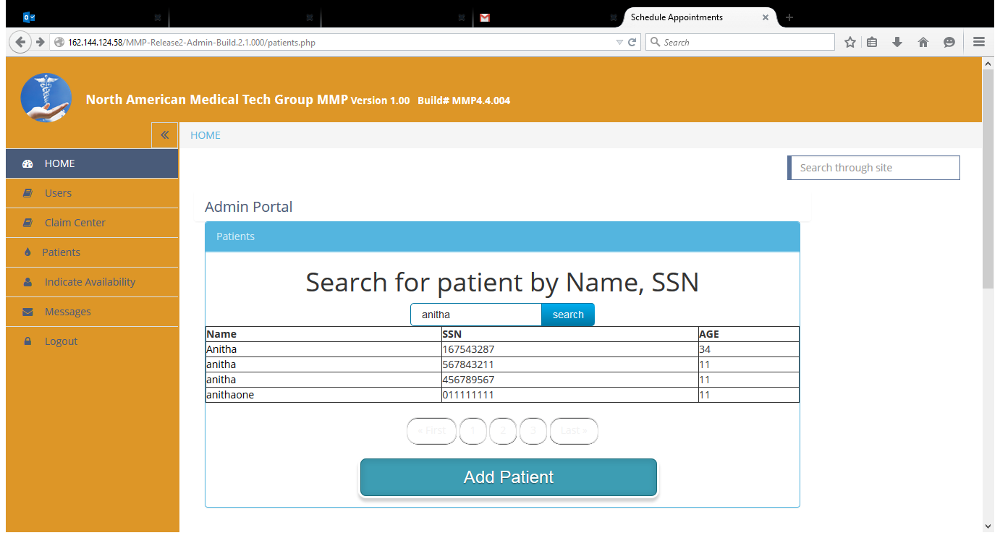 Schedule Appointments
162.144.124.58/MMP-Release2-Admin-Build.2.1.000/patients.php
Search
North American Medical Tech Group MMP Version 1.00 Build# MMP4.4.004
HOME
HOME
Users
Claim Center
Patients
Indicate Availability
Messages
Logout
Search through site
Admin Portal
Patients
Search for patient by Name, SSN
anitha search
Name SSN AGE
Anitha 167543287 34
anitha 567843211 11
anitha 456789567 11
anithaone 011111111 11
« First 1 2 3 Last »
Add Patient